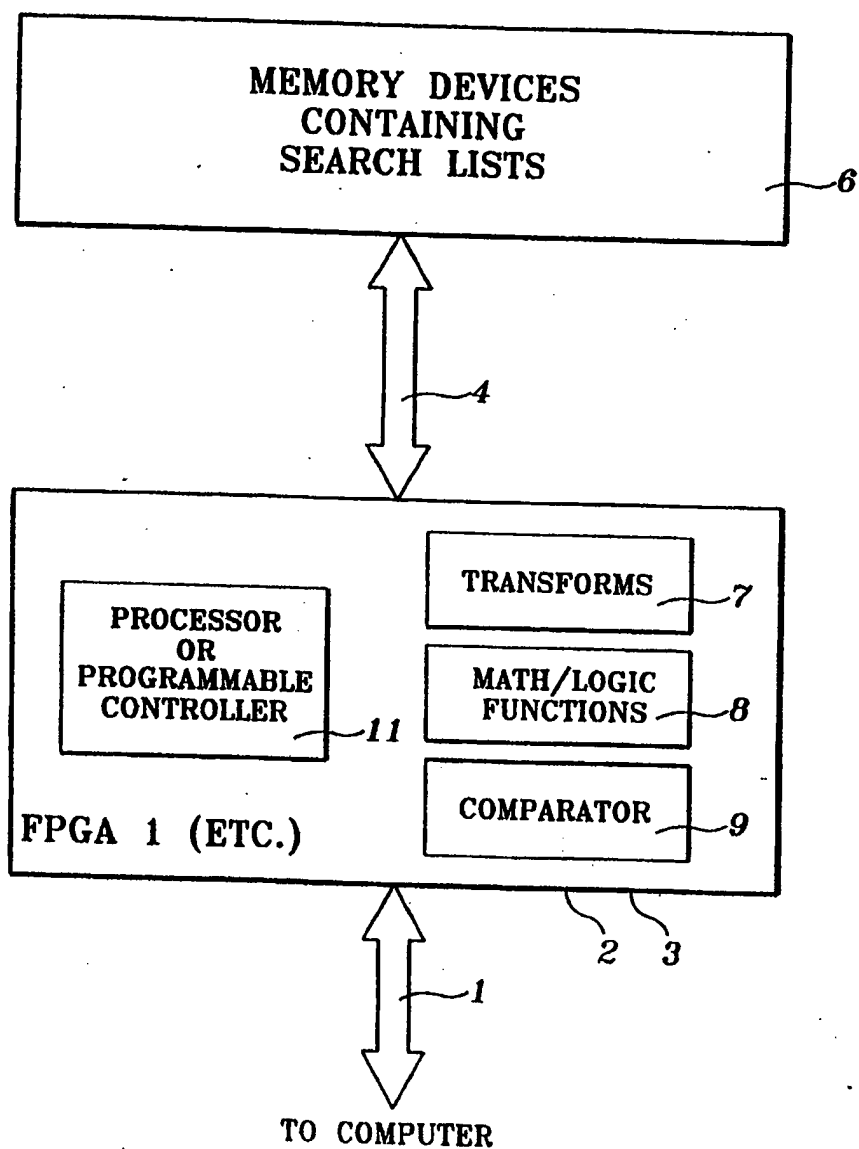 MEMORY DEVICES
CONTAINING
SEARCH LISTS
6
4
TRANSFORMS
7
PROCESSOR
OR
PROGRAMMABLE
CONTROLLER
11
MATH/LOGIC
FUNCTIONS
8
COMPARATOR
9
FPGA 1 (ETC.)
2
3
1
TO COMPUTER